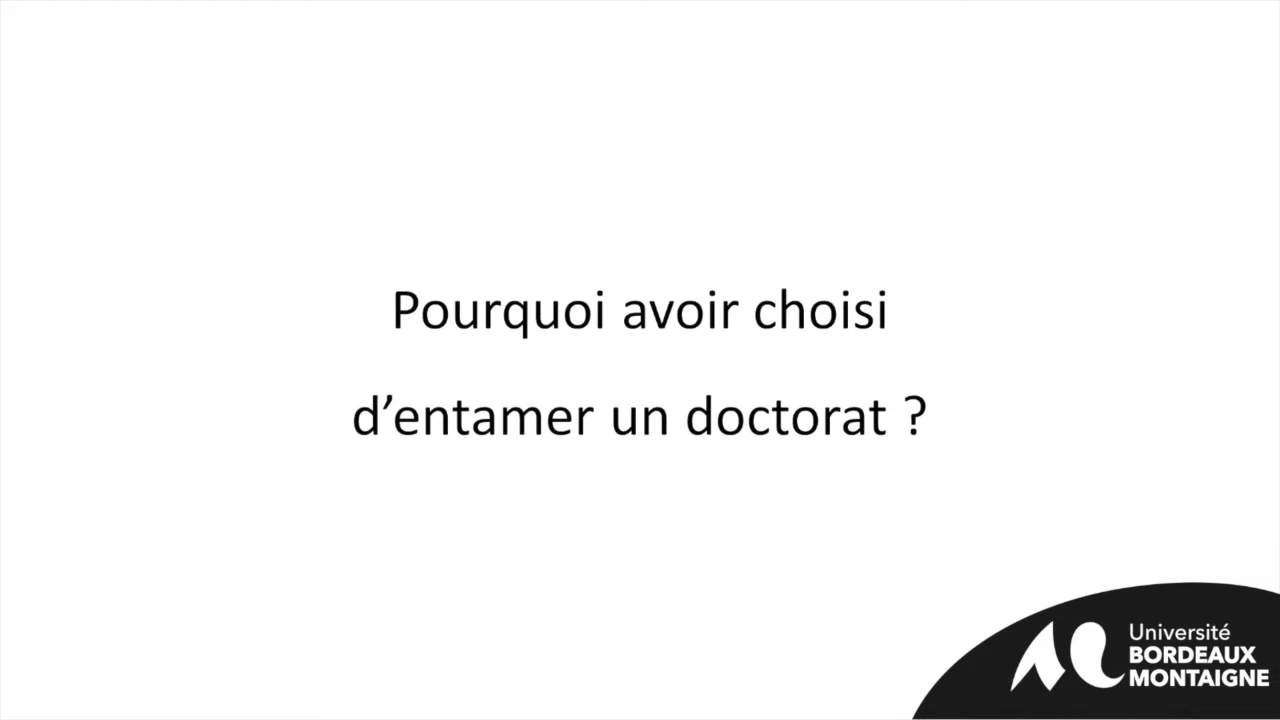 Pourquoi avoir choisi
d’entamer un doctorat ?
Université
BORDEAUX
MONTAIGNE